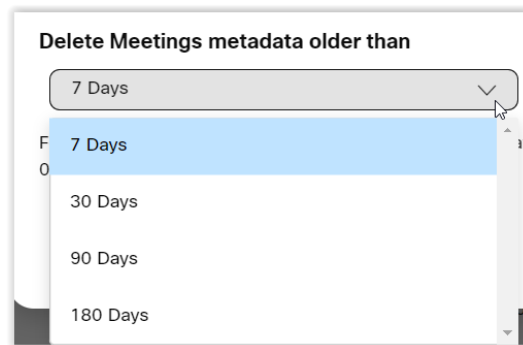 Delete Meetings metadata older than
7 Days
7 Days
30 Days
90 Days
180 Days